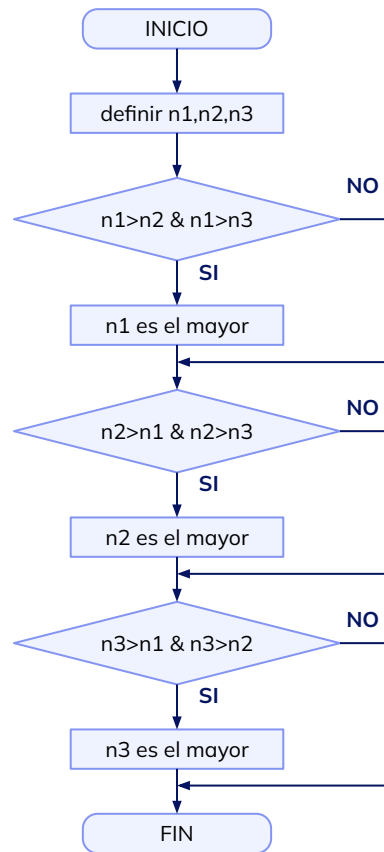 INICIO
definir n1,n2,n3
n1>n2 & n1>n3
NO
SI
n1 es el mayor
n2>n1 & n2>n3
NO
SI
n2 es el mayor
n3>n1 & n3>n2
NO
SI
n3 es el mayor
FIN